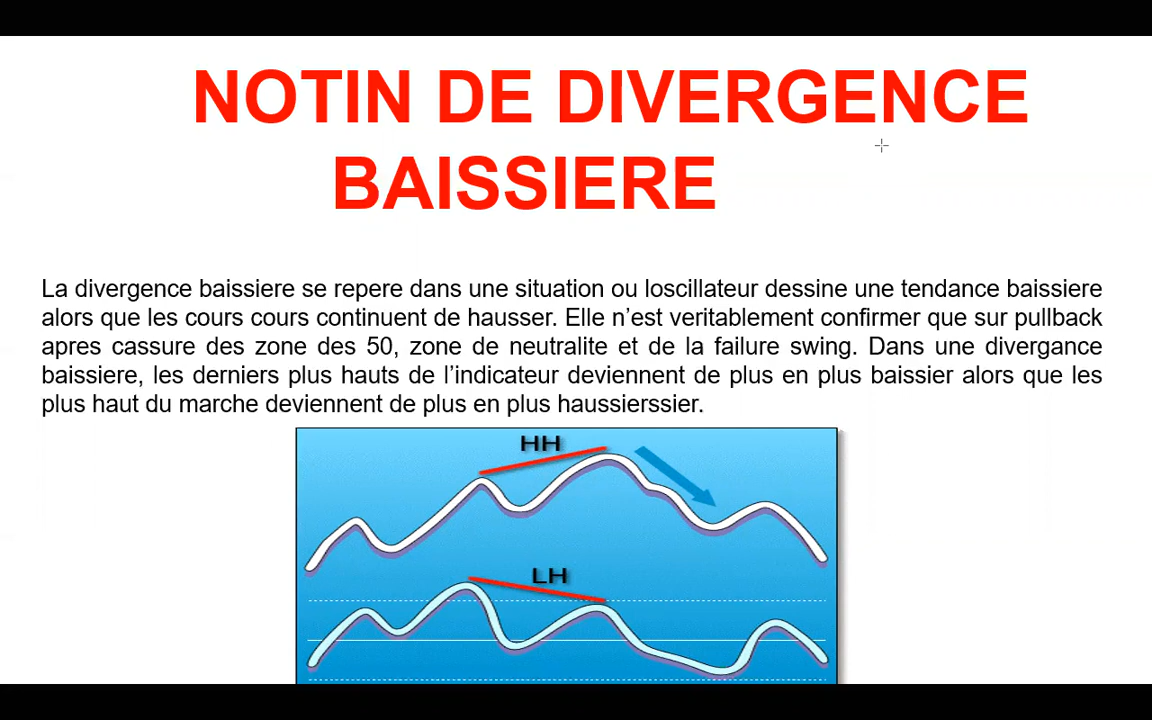 NOTIN DE DIVERGENCE
BAISSIERE
La divergence baissiere se repere dans une situation ou loscillateur dessine une tendance baissiere
alors que les cours cours continuent de hausser. Elle n’est veritablement confirmer que sur pullback
apres cassure des zone des 50, zone de neutralite et de la failure swing. Dans une divergance
baissiere, les derniers plus hauts de l’indicateur deviennent de plus en plus baissier alors que les
plus haut du marche deviennent de plus en plus haussierssier.
HH
LH